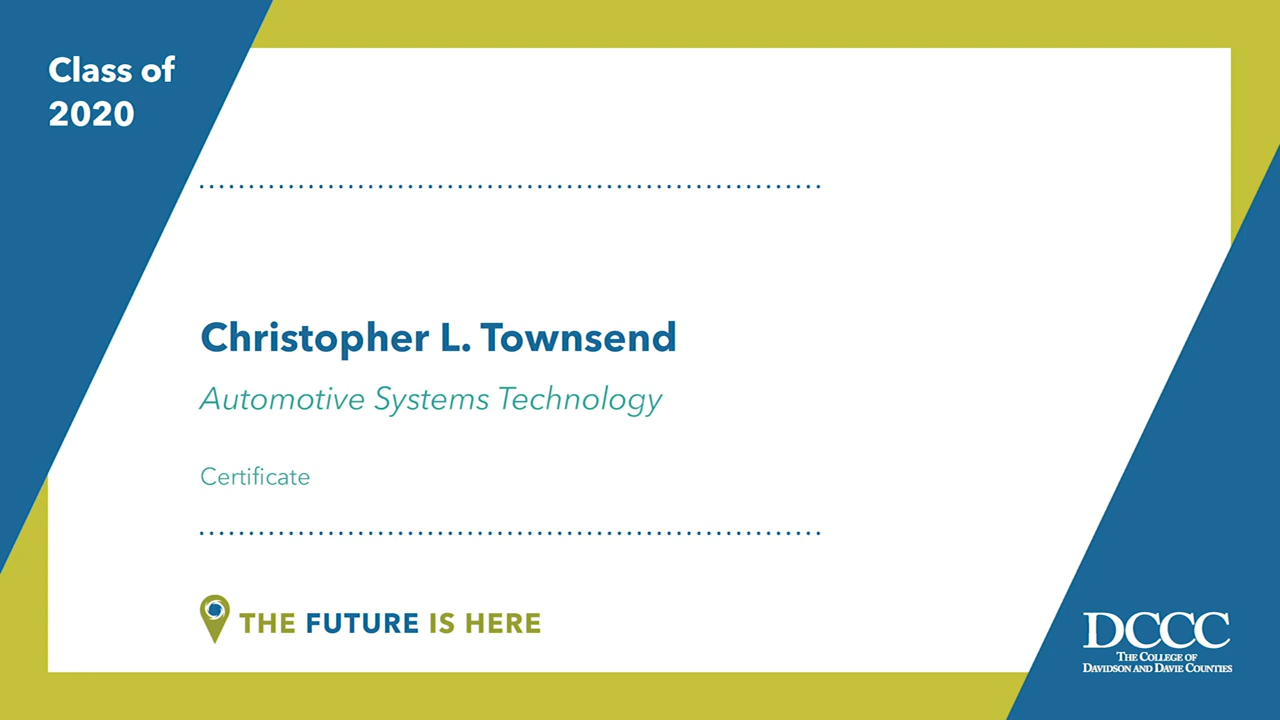 Class of
2020
Christopher L. Townsend
Automotive Systems Technology
Certificate
THE FUTURE IS HERE
DCCC
THE COLLEGE OF
DAVIDSON AND DAVIE COUNTIES